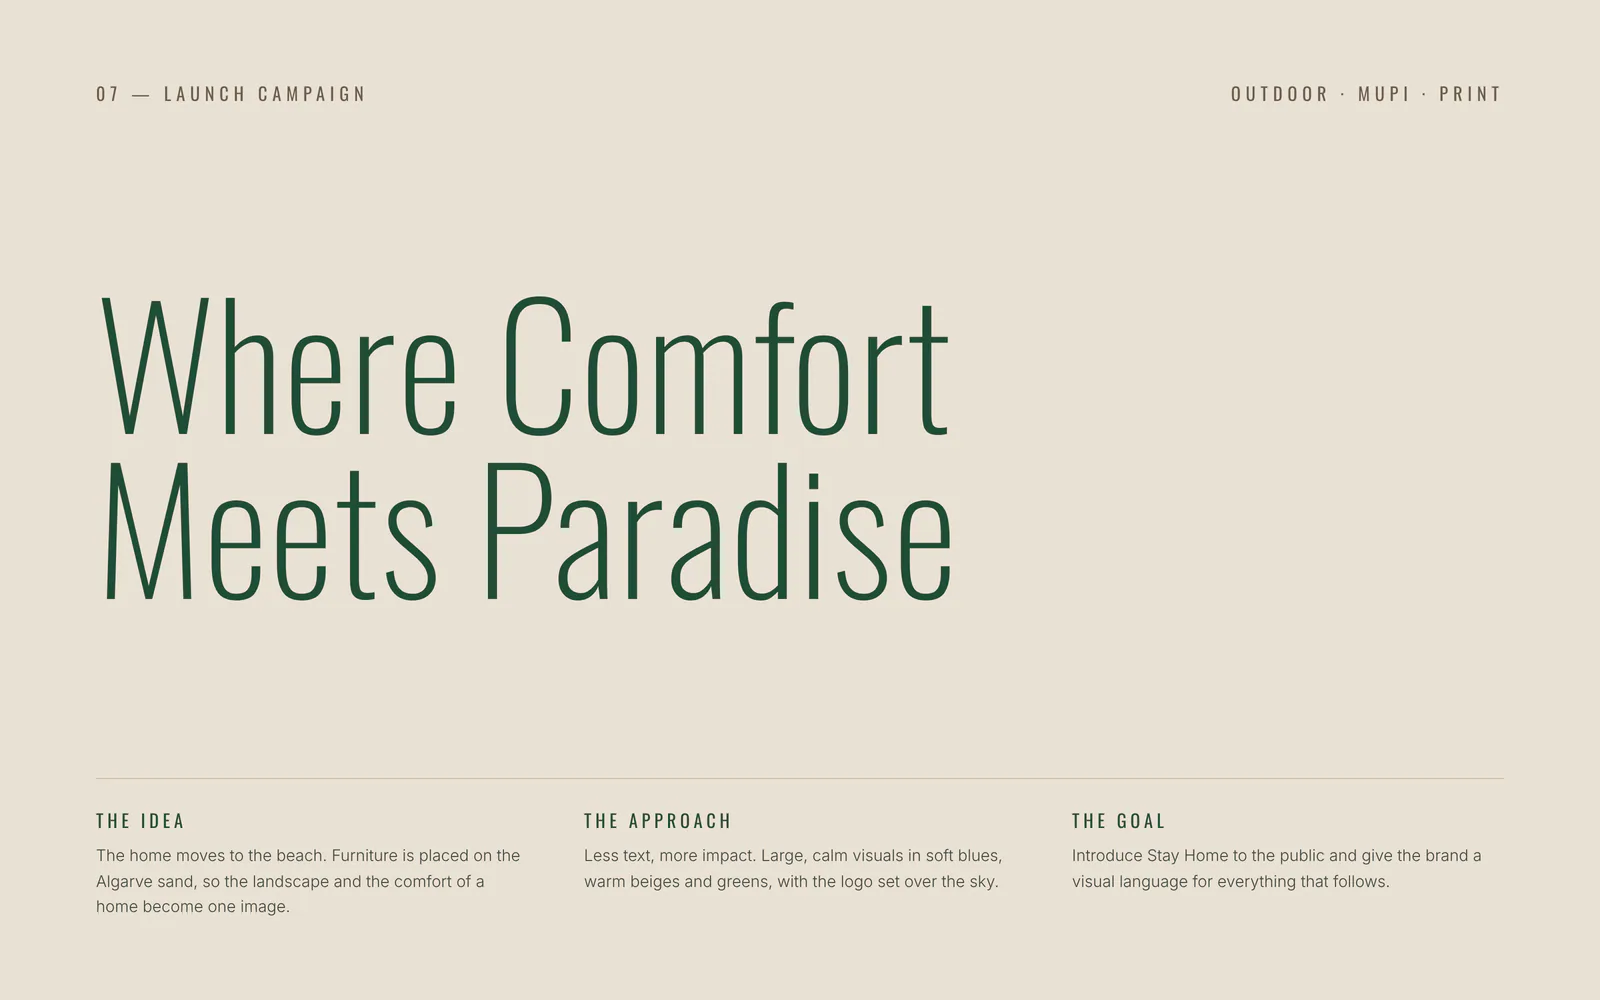 07 — LAUNCH CAMPAIGN
OUTDOOR · MUPI · PRINT
Where Comfort
Meets Paradise
THE IDEA
The home moves to the beach. Furniture is placed on the
Algarve sand, so the landscape and the comfort of a
home become one image.
THE APPROACH
Less text, more impact. Large, calm visuals in soft blues,
warm beiges and greens, with the logo set over the sky.
THE GOAL
Introduce Stay Home to the public and give the brand a
visual language for everything that follows.